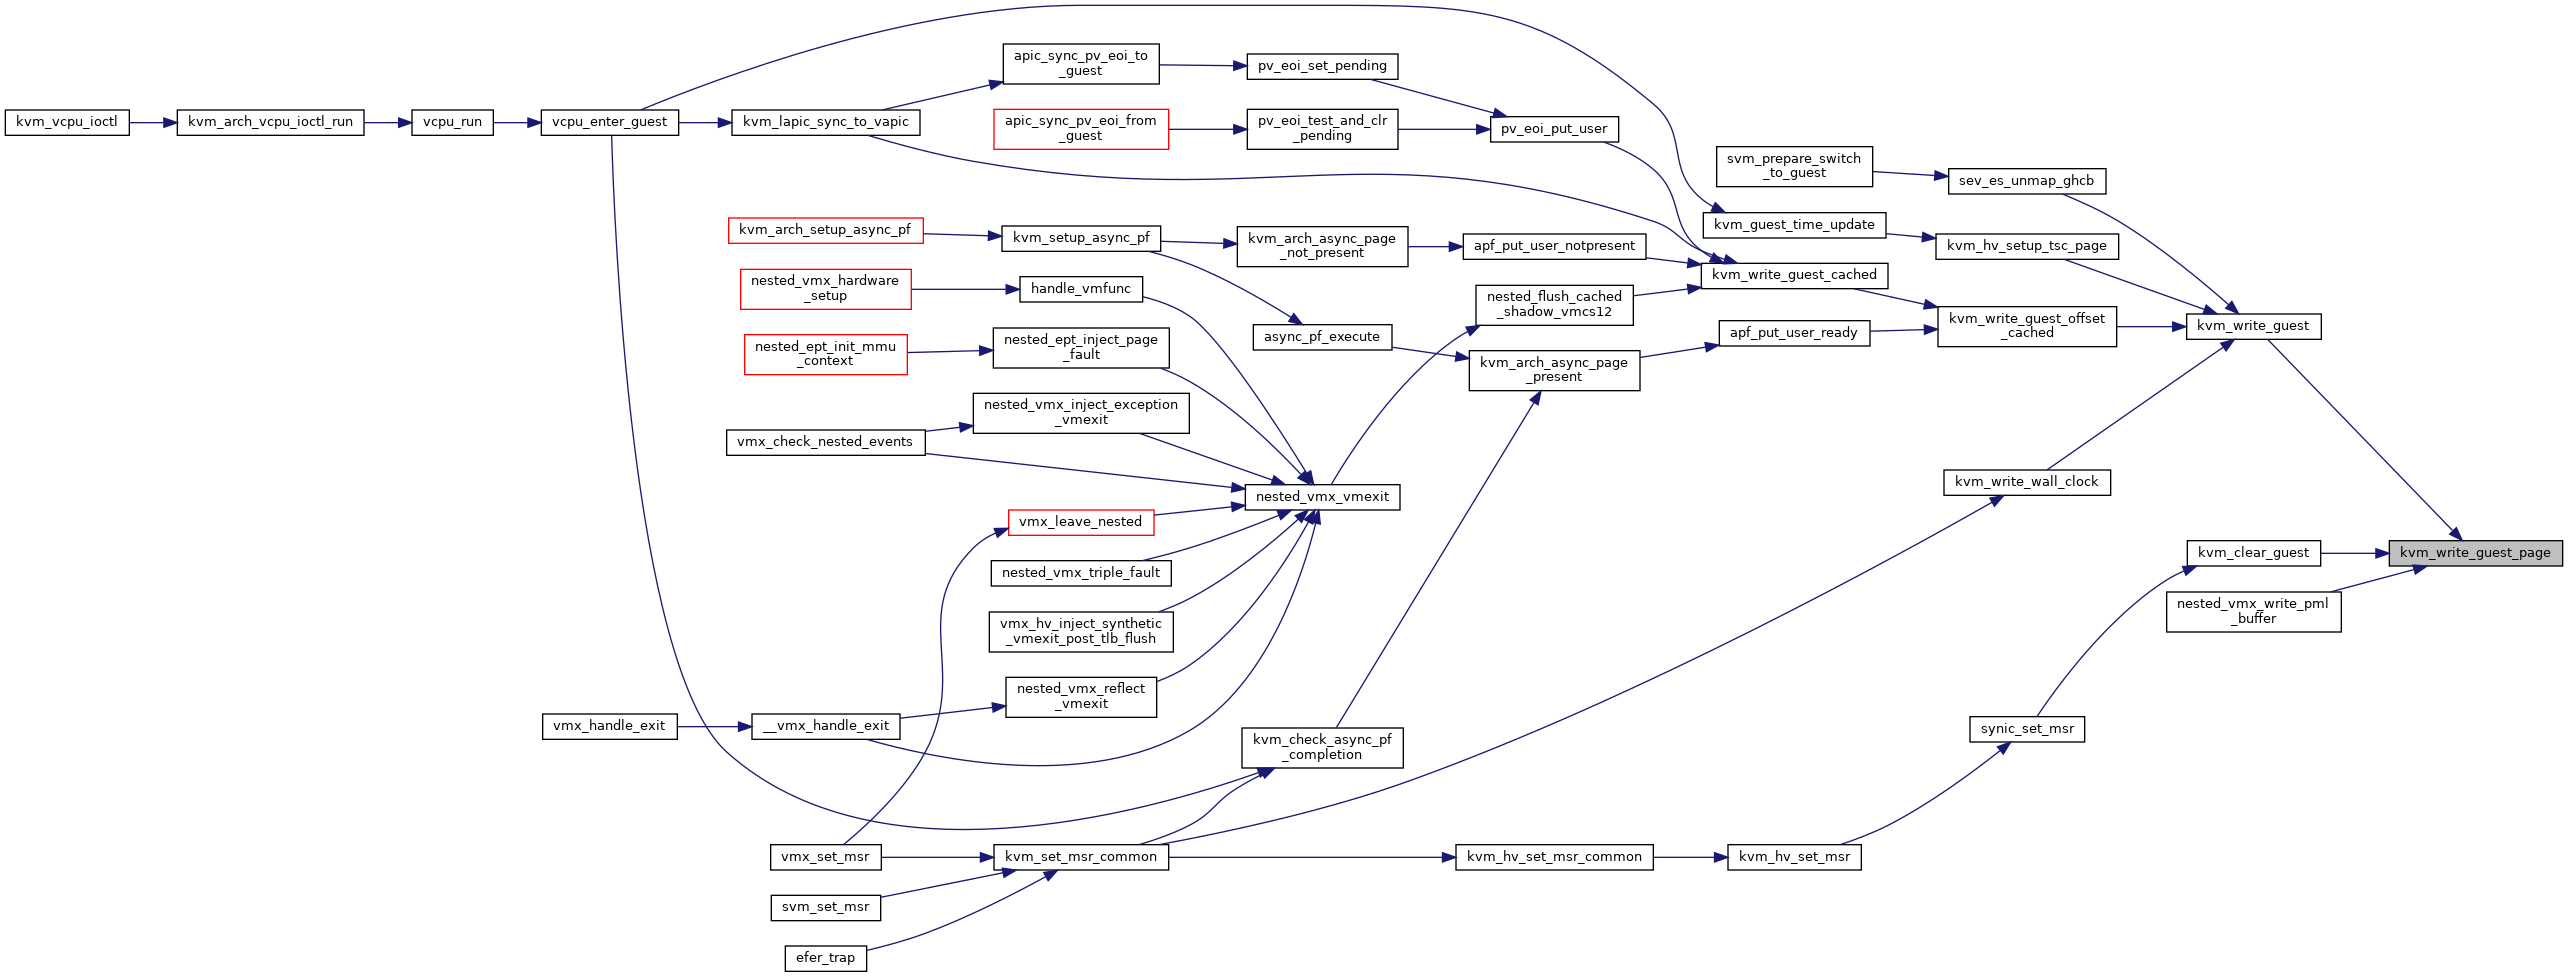 apic_sync_pv_eoi_to
_guest
pv_eoi_set_pending
kvm_vcpu_ioctl
kvm_arch_vcpu_ioctl_run
vcpu_run
vcpu_enter_guest
kvm_lapic_sync_to_vapic
apic_sync_pv_eoi_from
_guest
pv_eoi_test_and_clr
_pending
pv_eoi_put_user
svm_prepare_switch
_to_guest
sev_es_unmap_ghcb
kvm_guest_time_update
kvm_hv_setup_tsc_page
kvm_arch_setup_async_pf
kvm_setup_async_pf
kvm_arch_async_page
_not_present
apf_put_user_notpresent
kvm_write_guest_cached
nested_vmx_hardware
_setup
handle_vmfunc
nested_flush_cached
_shadow_vmcs12
kvm_write_guest_offset
_cached
kvm_write_guest
async_pf_execute
apf_put_user_ready
nested_ept_init_mmu
_context
nested_ept_inject_page
_fault
kvm_arch_async_page
_present
nested_vmx_inject_exception
_vmexit
vmx_check_nested_events
nested_vmx_vmexit
kvm_write_wall_clock
vmx_leave_nested
nested_vmx_triple_fault
kvm_clear_guest
kvm_write_guest_page
nested_vmx_write_pml
_buffer
vmx_hv_inject_synthetic
_vmexit_post_tlb_flush
nested_vmx_reflect
_vmexit
vmx_handle_exit
__vmx_handle_exit
kvm_check_async_pf
_completion
synic_set_msr
vmx_set_msr
kvm_set_msr_common
kvm_hv_set_msr_common
kvm_hv_set_msr
svm_set_msr
efer_trap